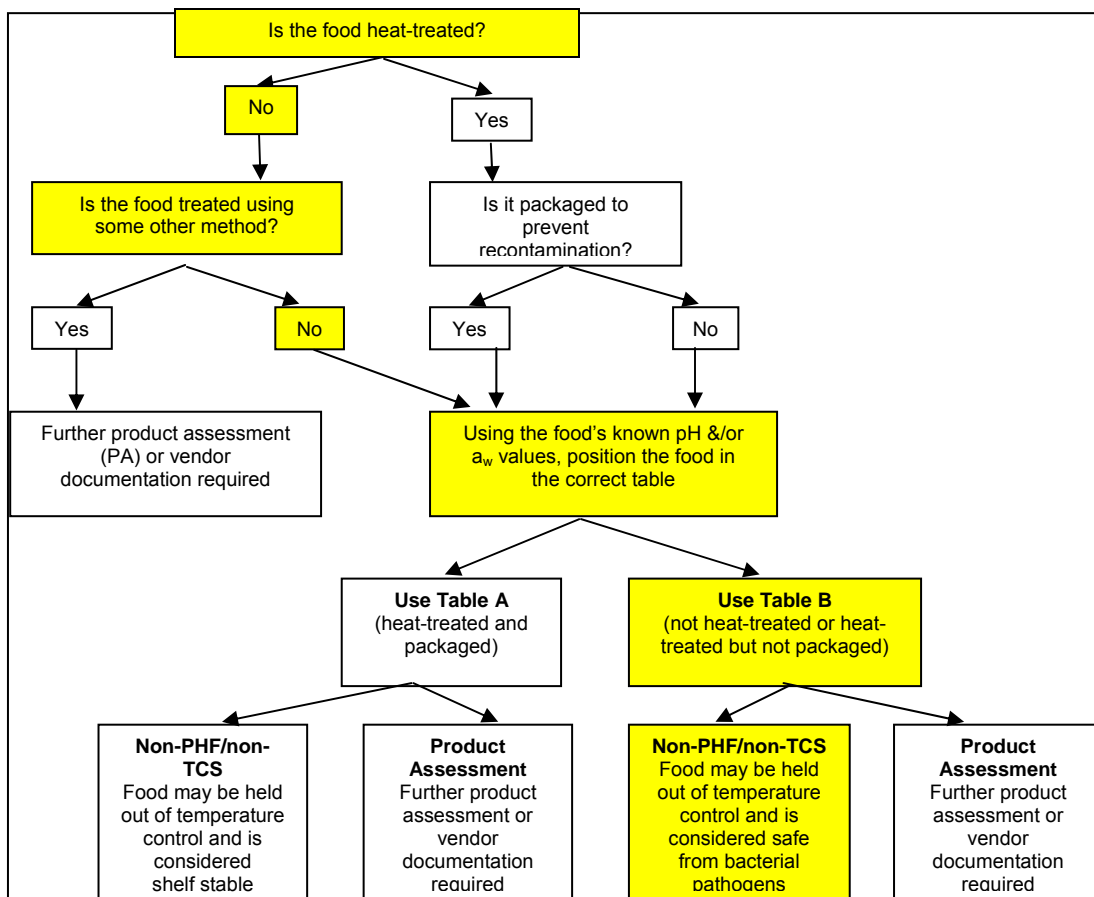 Is the food heat-treated?
No
Yes
Is the food treated using
some other method?
Is it packaged to
prevent
recontamination?
Yes
No
Yes
No
Further product assessment
(PA) or vendor
documentation required
Using the food's known pH &/or
aw values, position the food in
the correct table
Use Table A
(heat-treated and
packaged)
Use Table B
(not heat-treated or heat-
treated but not packaged)
Non-PHF/non-
TCS
Food may be held
out of temperature
control and is
considered
shelf stable
Product
Assessment
Further product
assessment or
vendor
documentation
required
Non-PHF/non-TCS
Food may be held
out of temperature
control and is
considered safe
from bacterial
pathogens
Product
Assessment
Further product
assessment or
vendor
documentation
required